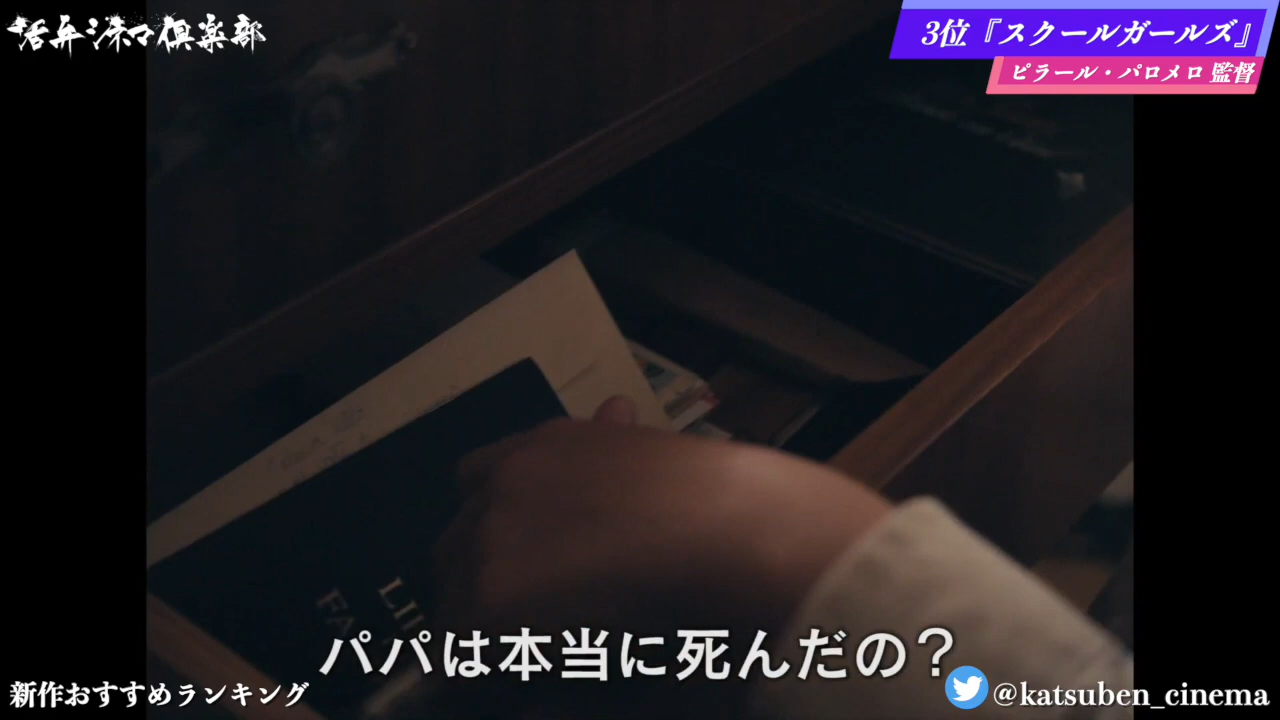 活弁シネマ倶楽部
3位『スクールガールズ』
ピラール・パロメロ 監督
LI
FA
パパは本当に死んだの?
新作おすすめランキング
@katsuben_cinema